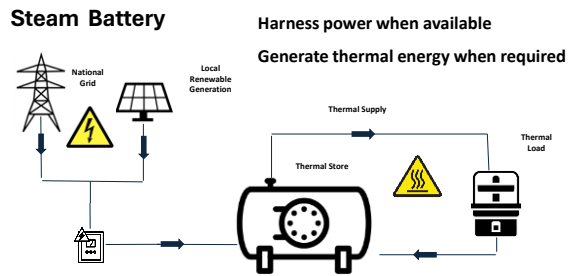 Steam Battery
Harness power when available
Generate thermal energy when required
National
Grid
Local
Renewable
Generation
Thermal Supply
Thermal
Load
Thermal Store